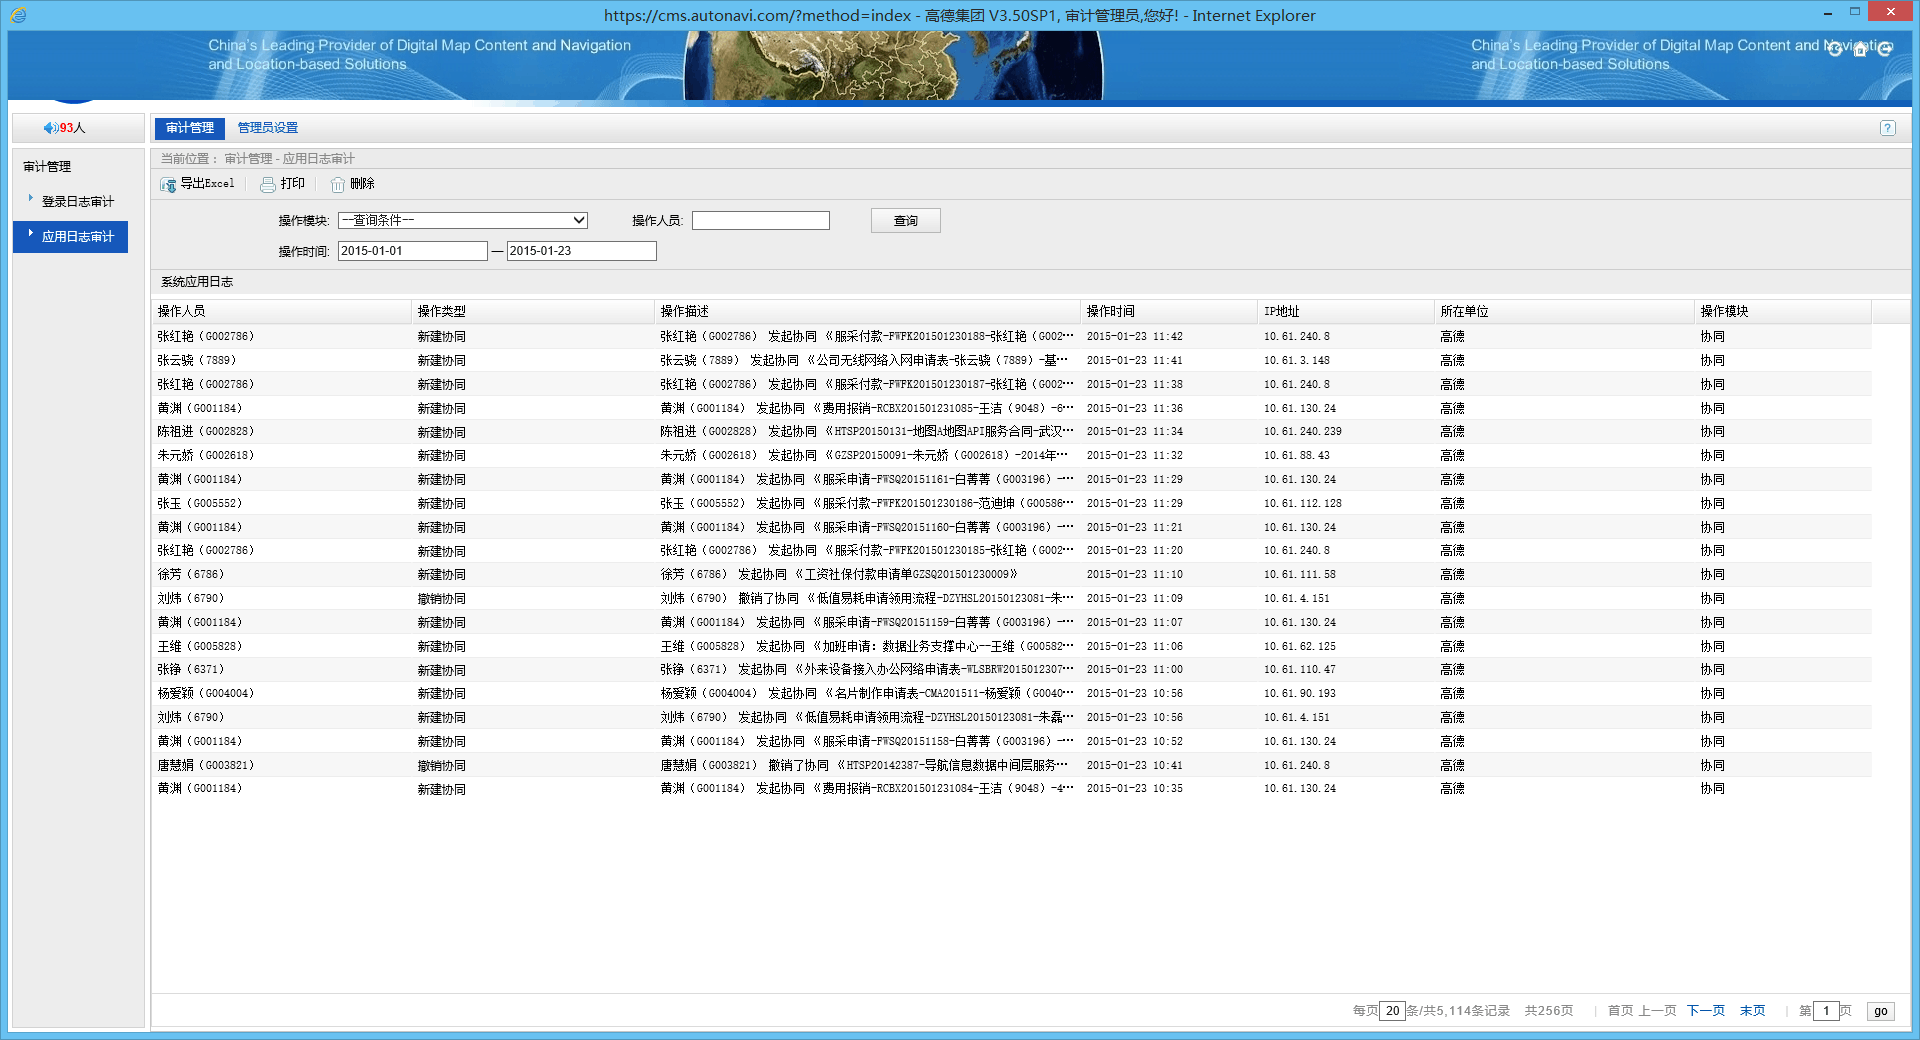 https://cms.autonavi.com/?method=index - 高德集团 V3.50SP1, 审计管理员,您好! - Internet Explorer
China's Leading Provider of Digital Map Content and Navigation
and Location-based Solutions
China's Leading Provider of Digital Map Content and Navigation
and Location-based Solutions
93人
审计管理 管理员设置
审计管理
登录日志审计
应用日志审计
当前位置： 审计管理 - 应用日志审计
导出Excel 打印 删除
操作模块: --查询条件-- 操作人员: 查询
操作时间: 2015-01-01 — 2015-01-23
系统应用日志
操作人员 操作类型 操作描述 操作时间 IP地址 所在单位 操作模块
张红艳（G002786） 新建协同 张红艳（G002786） 发起协同 《服采付款-FWFK201501230188-张红艳（G002… 2015-01-23 11:42 10.61.240.8 高德 协同
张云骁（7889） 新建协同 张云骁（7889） 发起协同 《公司无线网络入网申请表-张云骁（7889）-基… 2015-01-23 11:41 10.61.3.148 高德 协同
张红艳（G002786） 新建协同 张红艳（G002786） 发起协同 《服采付款-FWFK201501230187-张红艳（G002… 2015-01-23 11:38 10.61.240.8 高德 协同
黄渊（G001184） 新建协同 黄渊（G001184） 发起协同 《费用报销-RCBX201501231085-王洁（9048）-6… 2015-01-23 11:36 10.61.130.24 高德 协同
陈祖进（G002828） 新建协同 陈祖进（G002828） 发起协同 《HTSP20150131-地图A地图API服务合同-武汉… 2015-01-23 11:34 10.61.240.239 高德 协同
朱元娇（G002618） 新建协同 朱元娇（G002618） 发起协同 《GZSP20150091-朱元娇（G002618）-2014年… 2015-01-23 11:32 10.61.88.43 高德 协同
黄渊（G001184） 新建协同 黄渊（G001184） 发起协同 《服采申请-FWSQ20151161-白菁菁（G003196）-… 2015-01-23 11:29 10.61.130.24 高德 协同
张玉（G005552） 新建协同 张玉（G005552） 发起协同 《服采付款-FWFK201501230186-范迪坤（G00586… 2015-01-23 11:29 10.61.112.128 高德 协同
黄渊（G001184） 新建协同 黄渊（G001184） 发起协同 《服采申请-FWSQ20151160-白菁菁（G003196）-… 2015-01-23 11:21 10.61.130.24 高德 协同
张红艳（G002786） 新建协同 张红艳（G002786） 发起协同 《服采付款-FWFK201501230185-张红艳（G002… 2015-01-23 11:20 10.61.240.8 高德 协同
徐芳（6786） 新建协同 徐芳（6786） 发起协同 《工资社保付款申请单GZSQ201501230009》 2015-01-23 11:10 10.61.111.58 高德 协同
刘炜（6790） 撤销协同 刘炜（6790） 撤销了协同 《低值易耗申请领用流程-DZYHSL20150123081-朱… 2015-01-23 11:09 10.61.4.151 高德 协同
黄渊（G001184） 新建协同 黄渊（G001184） 发起协同 《服采申请-FWSQ20151159-白菁菁（G003196）-… 2015-01-23 11:07 10.61.130.24 高德 协同
王维（G005828） 新建协同 王维（G005828） 发起协同 《加班申请：数据业务支撑中心--王维（G00582… 2015-01-23 11:06 10.61.62.125 高德 协同
张铮（6371） 新建协同 张铮（6371） 发起协同 《外来设备接入办公网络申请表-WLSBRW2015012307… 2015-01-23 11:00 10.61.110.47 高德 协同
杨爱颖（G004004） 新建协同 杨爱颖（G004004） 发起协同 《名片制作申请表-CMA201511-杨爱颖（G0040… 2015-01-23 10:56 10.61.90.193 高德 协同
刘炜（6790） 新建协同 刘炜（6790） 发起协同 《低值易耗申请领用流程-DZYHSL20150123081-朱磊… 2015-01-23 10:56 10.61.4.151 高德 协同
黄渊（G001184） 新建协同 黄渊（G001184） 发起协同 《服采申请-FWSQ20151158-白菁菁（G003196）-… 2015-01-23 10:52 10.61.130.24 高德 协同
唐慧娟（G003821） 撤销协同 唐慧娟（G003821） 撤销了协同 《HTSP20142387-导航信息数据中间层服务… 2015-01-23 10:41 10.61.240.8 高德 协同
黄渊（G001184） 新建协同 黄渊（G001184） 发起协同 《费用报销-RCBX201501231084-王洁（9048）-4… 2015-01-23 10:35 10.61.130.24 高德 协同
每页20条/共5,114条记录 共256页 | 首页 上一页 下一页 末页 | 第1页 go